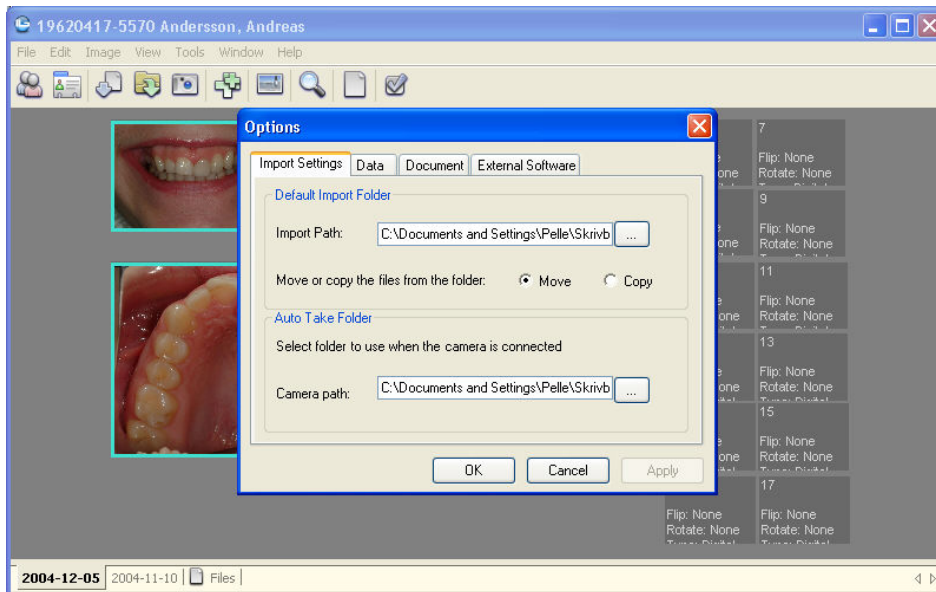 19620417-5570 Andersson, Andreas
File Edit Image View Tools Window Help
Options
Import Settings Data Document External Software
Default Import Folder
Import Path: C:\Documents and Settings\Pelle\Skrivb ...
Move or copy the files from the folder: Move Copy
Auto Take Folder
Select folder to use when the camera is connected
Camera path: C:\Documents and Settings\Pelle\Skrivb ...
OK Cancel Apply
7
Flip: None
one Rotate: None
9
Flip: None
one Rotate: None
11
Flip: None
one Rotate: None
13
Flip: None
one Rotate: None
15
Flip: None
one Rotate: None
17
Flip: None Flip: None
Rotate: None Rotate: None
2004-12-05 2004-11-10 Files